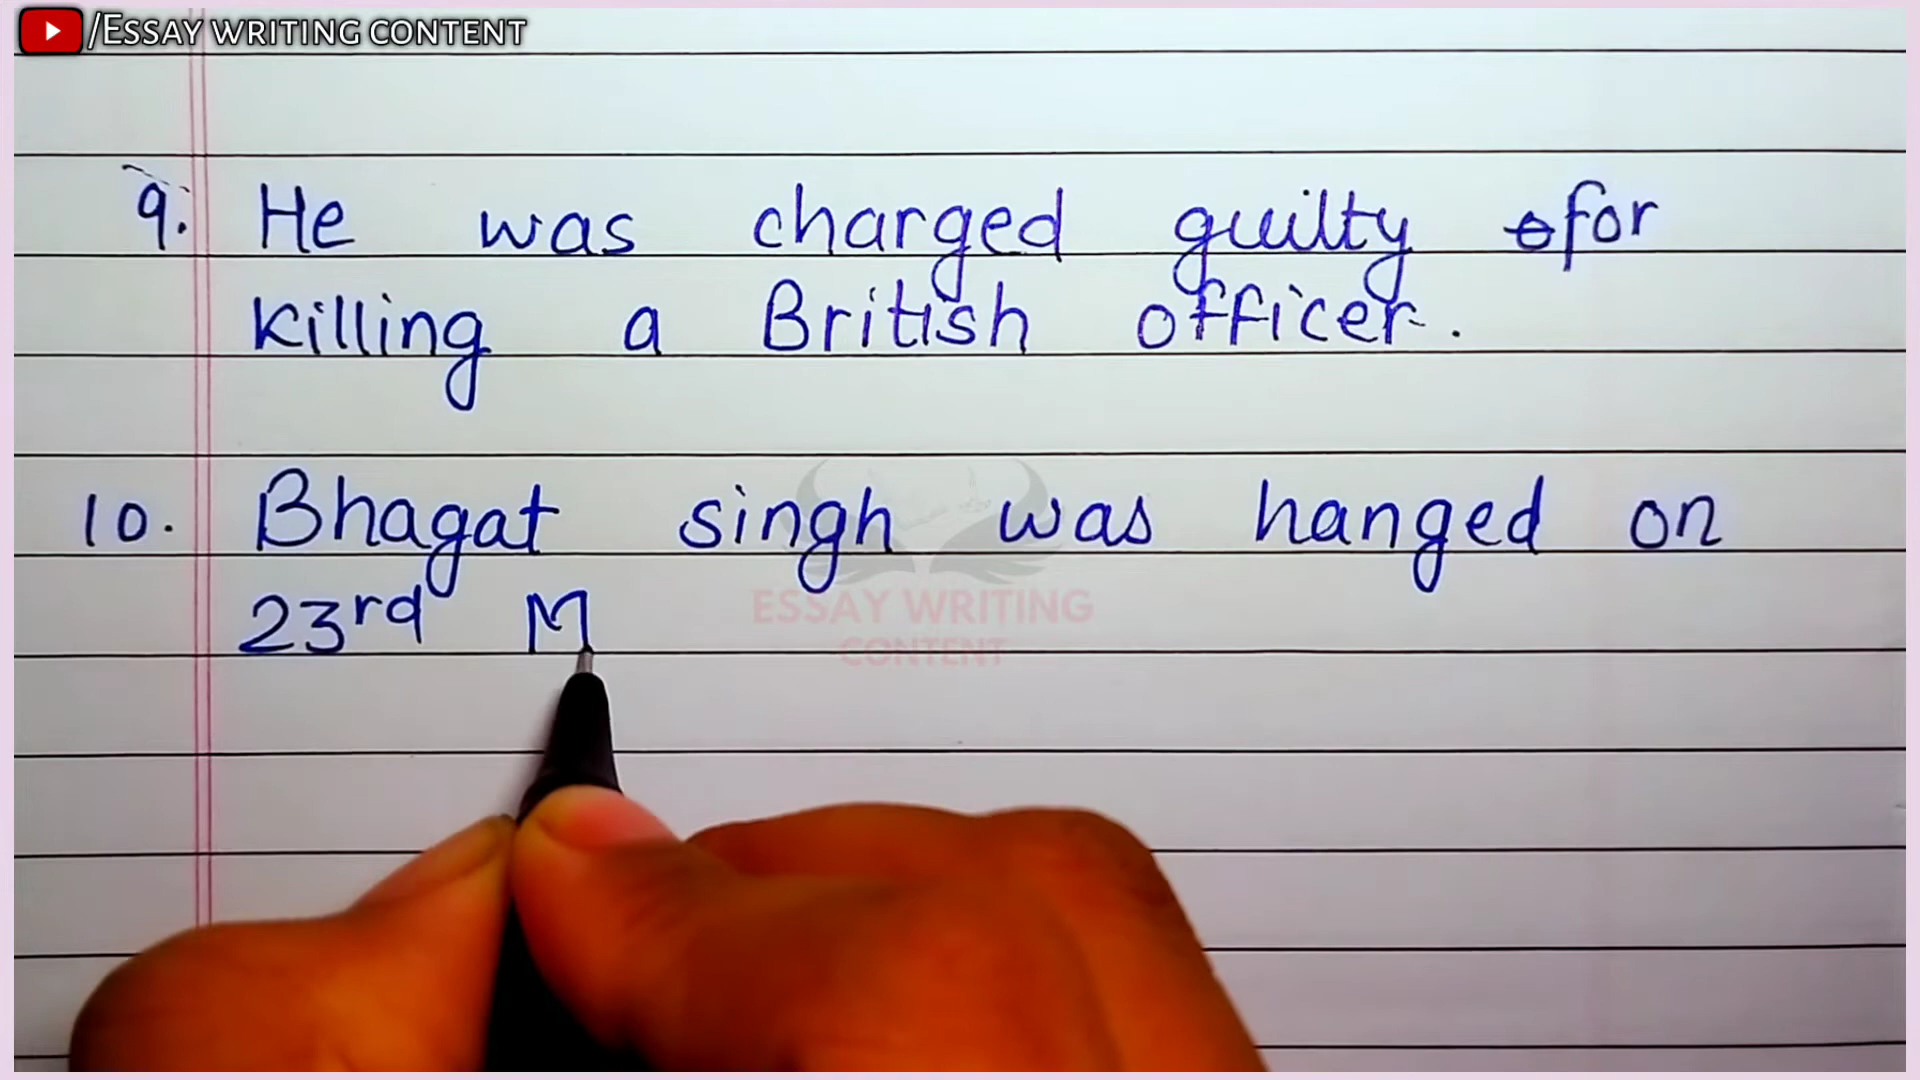 /ESSAY WRITING CONTENT
9. He was charged guilty for
killing a British officer.
10. Bhagat singh was hanged on
23rd M
ESSAY WRITING
CONTENT